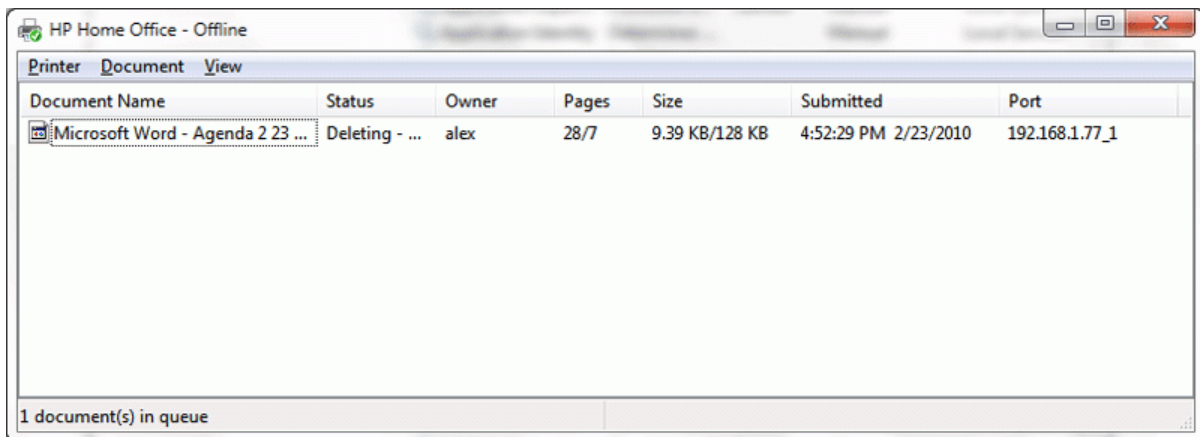 HP Home Office - Offline
Printer Document View
Document Name Status Owner Pages Size Submitted Port
Microsoft Word - Agenda 2 23 ... Deleting - ... alex 28/7 9.39 KB/128 KB 4:52:29 PM 2/23/2010 192.168.1.77_1
1 document(s) in queue